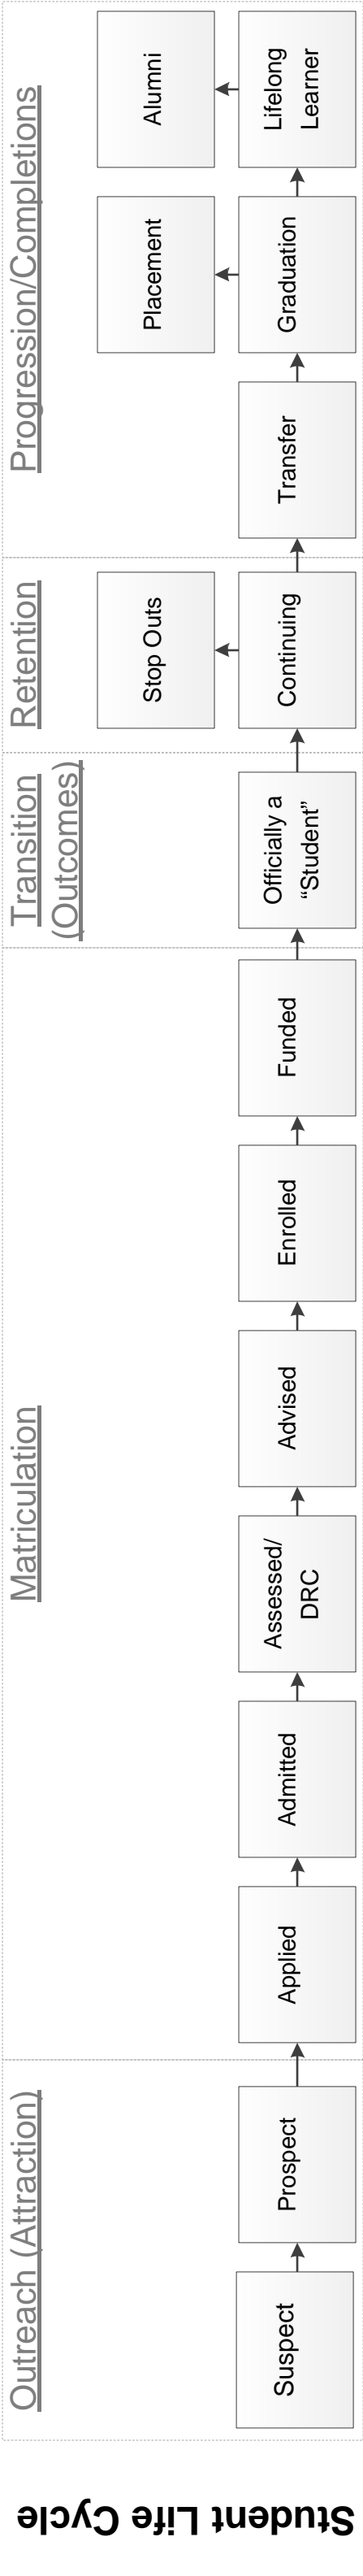 Student Life Cycle
Outreach (Attraction)
Suspect
Prospect
Matriculation
Applied
Admitted
Assessed/
DRC
Advised
Enrolled
Funded
Transition
(Outcomes)
Officially a
“Student”
Retention
Stop Outs
Continuing
Progression/Completions
Transfer
Placement
Graduation
Alumni
Lifelong
Learner